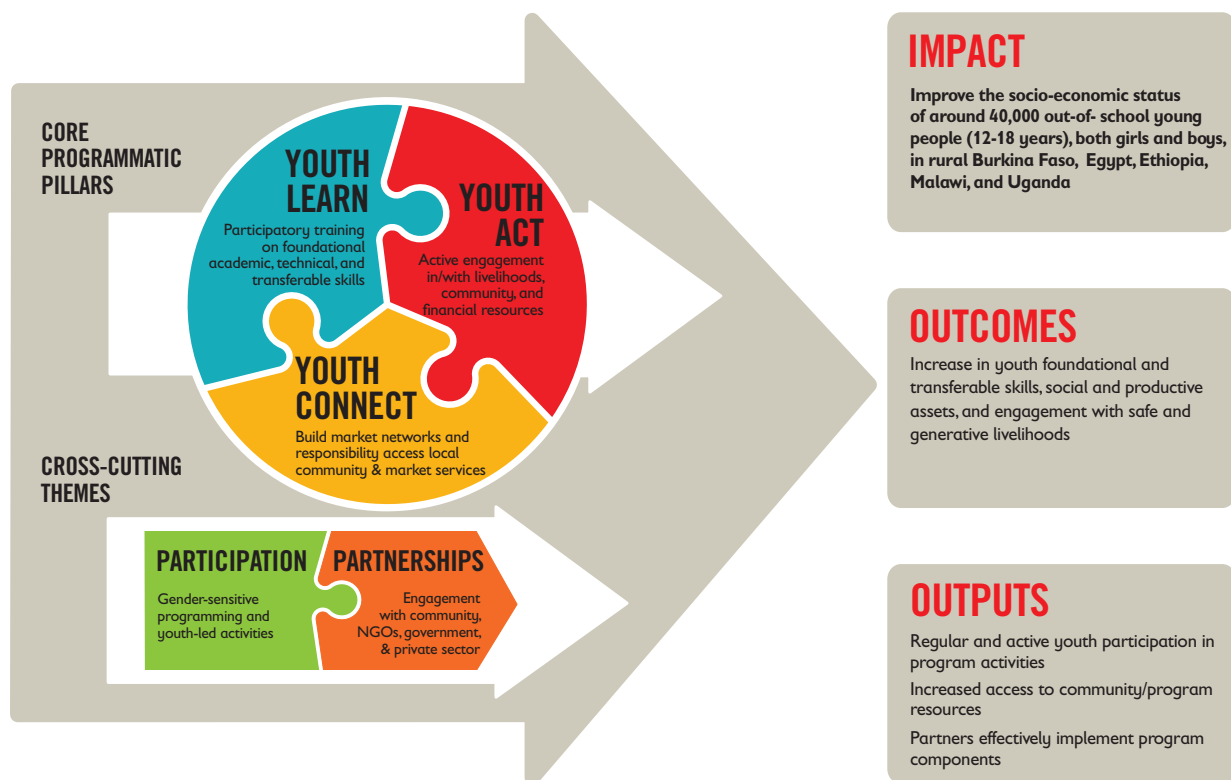 CORE
PROGRAMMATIC
PILLARS
YOUTH
LEARN
Participatory training
on foundational
academic, technical, and
transferable skills
YOUTH
ACT
Active engagement
in/with livelihoods,
community, and
financial resources
YOUTH
CONNECT
Build market networks and
responsibility access local
community & market services
CROSS-CUTTING
THEMES
PARTICIPATION
Gender-sensitive
programming and
youth-led activities
PARTNERSHIPS
Engagement
with community,
NGOs, government,
& private sector
IMPACT
Improve the socio-economic status
of around 40,000 out-of- school young
people (12-18 years), both girls and boys,
in rural Burkina Faso, Egypt, Ethiopia,
Malawi, and Uganda
OUTCOMES
Increase in youth foundational and
transferable skills, social and productive
assets, and engagement with safe and
generative livelihoods
OUTPUTS
Regular and active youth participation in
program activities
Increased access to community/program
resources
Partners effectively implement program
components